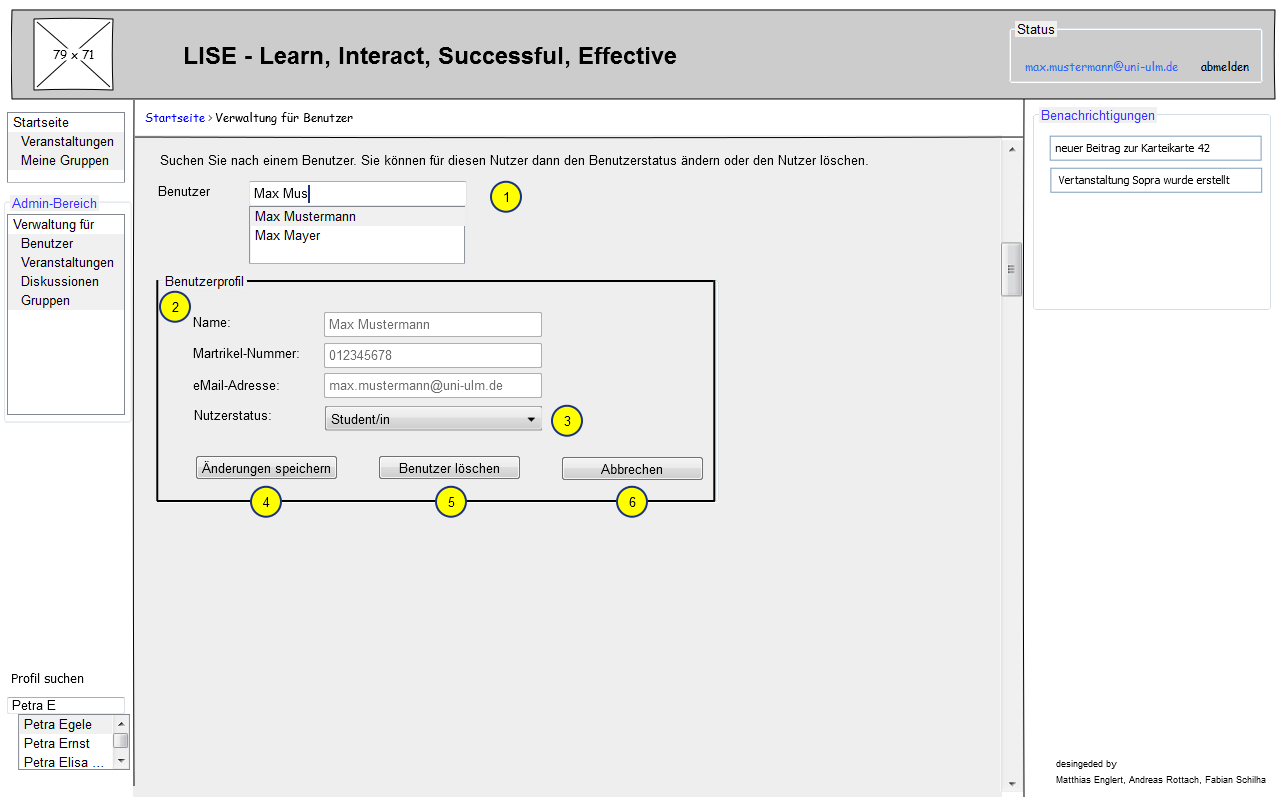 79 x 71
LISE - Learn, Interact, Successful, Effective
Status
max.mustermann@uni-ulm.de abmelden
Startseite
Veranstaltungen
Meine Gruppen
Admin-Bereich
Verwaltung für
Benutzer
Veranstaltungen
Diskussionen
Gruppen
Profil suchen
Petra E
Petra Egele
Petra Ernst
Petra Elisa ...
Startseite > Verwaltung für Benutzer
Suchen Sie nach einem Benutzer. Sie können für diesen Nutzer dann den Benutzerstatus ändern oder den Nutzer löschen.
Benutzer Max Mus 1
Max Mustermann
Max Mayer
Benutzerprofil
2
Name: Max Mustermann
Martrikel-Nummer: 012345678
eMail-Adresse: max.mustermann@uni-ulm.de
Nutzerstatus: Student/in 3
Änderungen speichern Benutzer löschen Abbrechen
4 5 6
Benachrichtigungen
neuer Beitrag zur Karteikarte 42
Vertanstaltung Sopra wurde erstellt
desingeded by
Matthias Englert, Andreas Rottach, Fabian Schilha